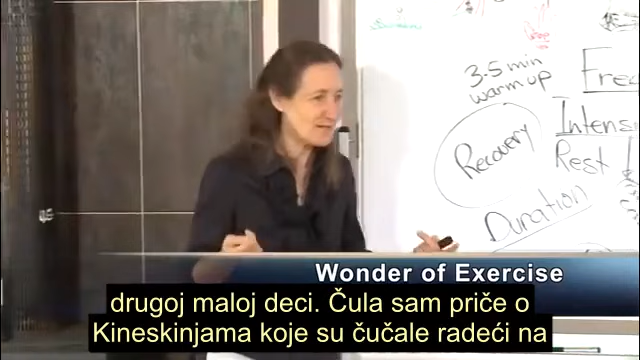 3.5 min
warm up
Intens
Recovery
Rest
Duration
Wonder of Exercise
drugoj maloj deci. Čula sam priče o
Kineskinjama koje su čučale radeći na